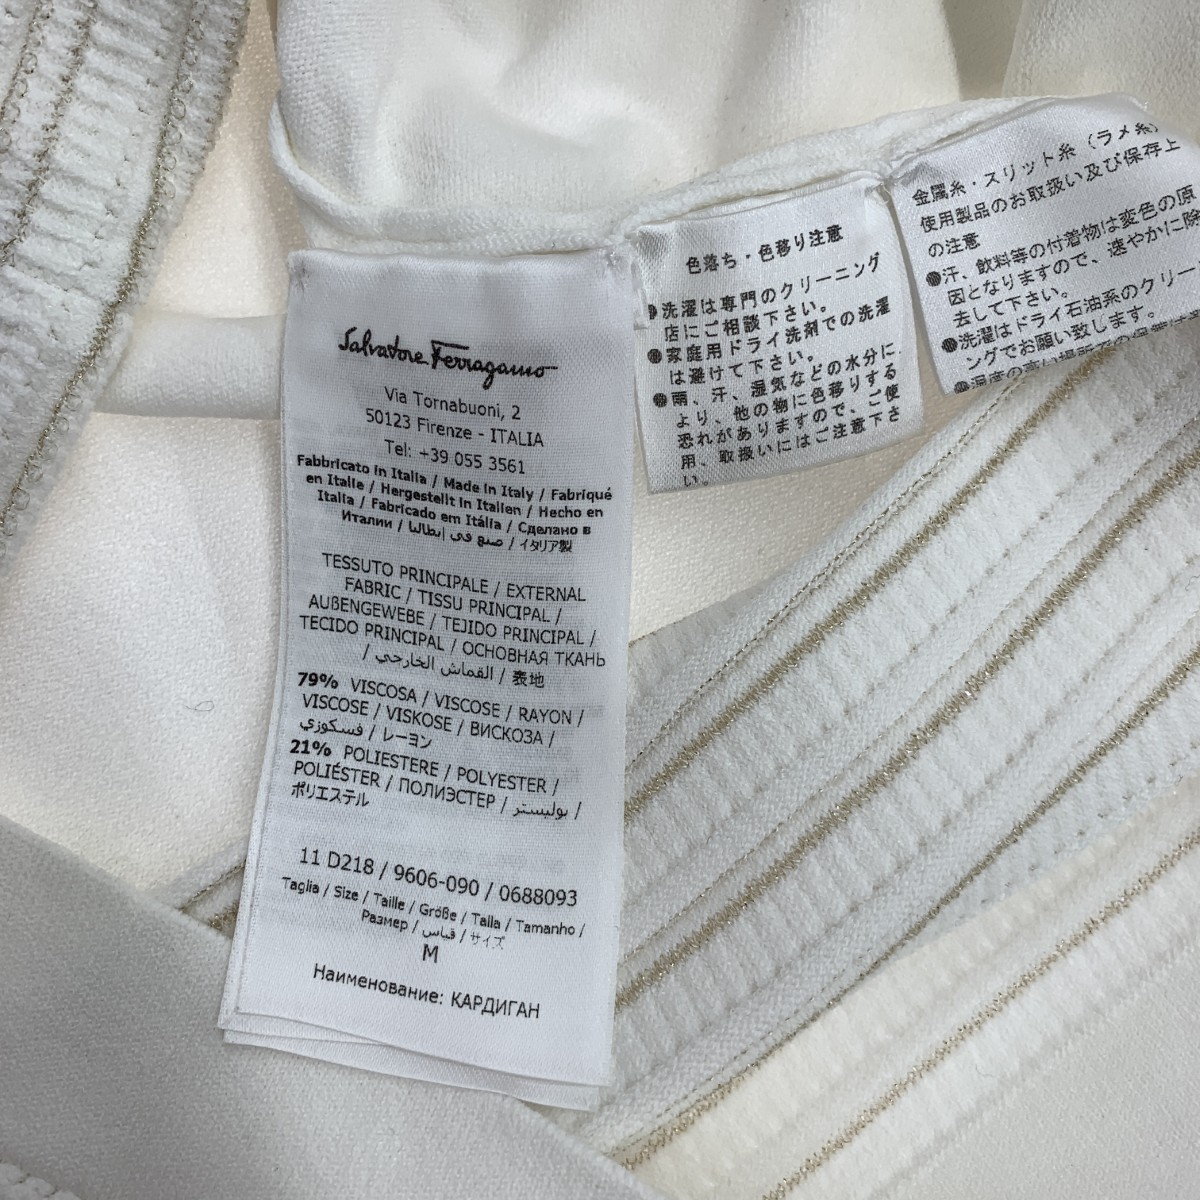 Salvatore Ferragamo
Via Tornabuoni, 2
50123 Firenze - ITALIA
Tel: +39 055 3561
Fabbricato in Italia / Made in Italy / Fabriqué
en Italie / Hergestellt in Italien / Hecho en
Italia / Fabricado em Itália / Сделано в
Италии / صنع في إيطاليا / イタリア製
TESSUTO PRINCIPALE / EXTERNAL
FABRIC / TISSU PRINCIPAL /
AUßENGEWEBE / TEJIDO PRINCIPAL /
TECIDO PRINCIPAL / ОСНОВНАЯ ТКАНЬ
/ القماش الخارجي / 表地
79% VISCOSA / VISCOSE / RAYON /
VISCOSE / VISKOSE / ВИСКОЗА /
فسكوزي / レーヨン
21% POLIESTERE / POLYESTER /
POLIÉSTER / ПОЛИЭСТЕР / بوليستر /
ポリエステル
11 D218 / 9606-090 / 0688093
Taglia / Size / Taille / Größe / Talla / Tamanho /
Размер / قياس / サイズ
M
Наименование: КАРДИГАН
色落ち・色移り注意
●洗濯は専門のクリーニング
店にご相談下さい。
●家庭用ドライ洗剤での洗濯
は避けて下さい。
●雨、汗、湿気などの水分に
より、他の物に色移りする
恐れがありますので、ご使
用、取扱いにはご注意下さ
い。
金属糸・スリット糸（ラメ糸）
使用製品のお取扱い及び保存上
の注意
●汗、飲料等の付着物は変色の原
因となりますので、速やかに除
去して下さい。
●洗濯はドライ石油系のクリー
ングでお願い致します。
●湿度の高い場所での保管は